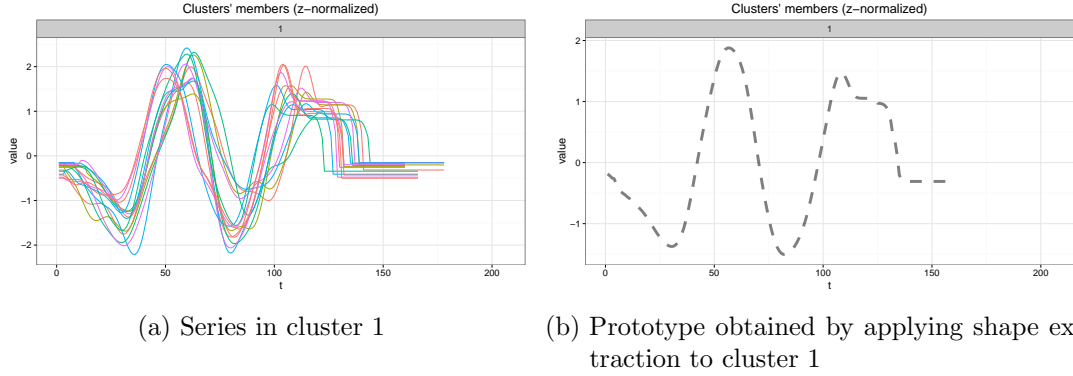 Clusters' members (z-normalized)
1
2
1
0
−1
−2
value
0
50
100
150
200
t
(a) Series in cluster 1
Clusters' members (z-normalized)
1
2
1
0
−1
value
0
50
100
150
200
t
(b) Prototype obtained by applying shape ex
traction to cluster 1